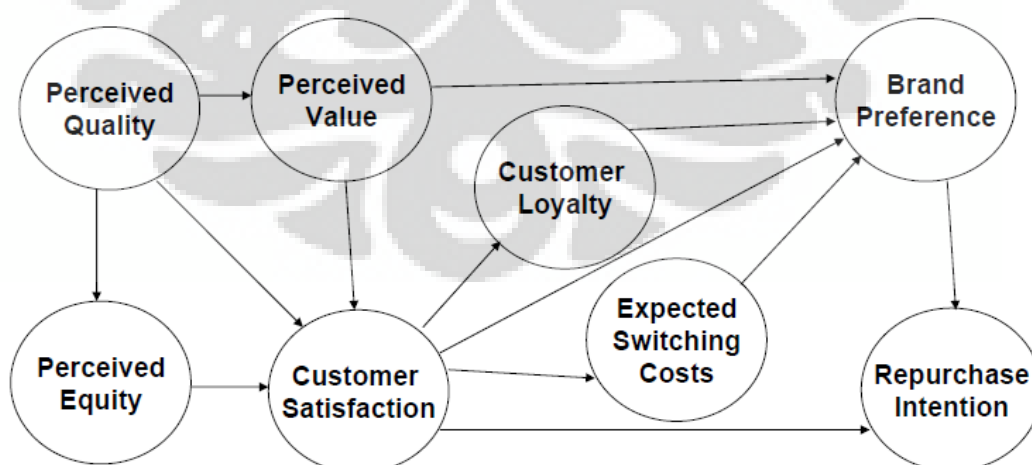 Perceived
Quality
Perceived
Value
Brand
Preference
Customer
Loyalty
Perceived
Equity
Customer
Satisfaction
Expected
Switching
Costs
Repurchase
Intention